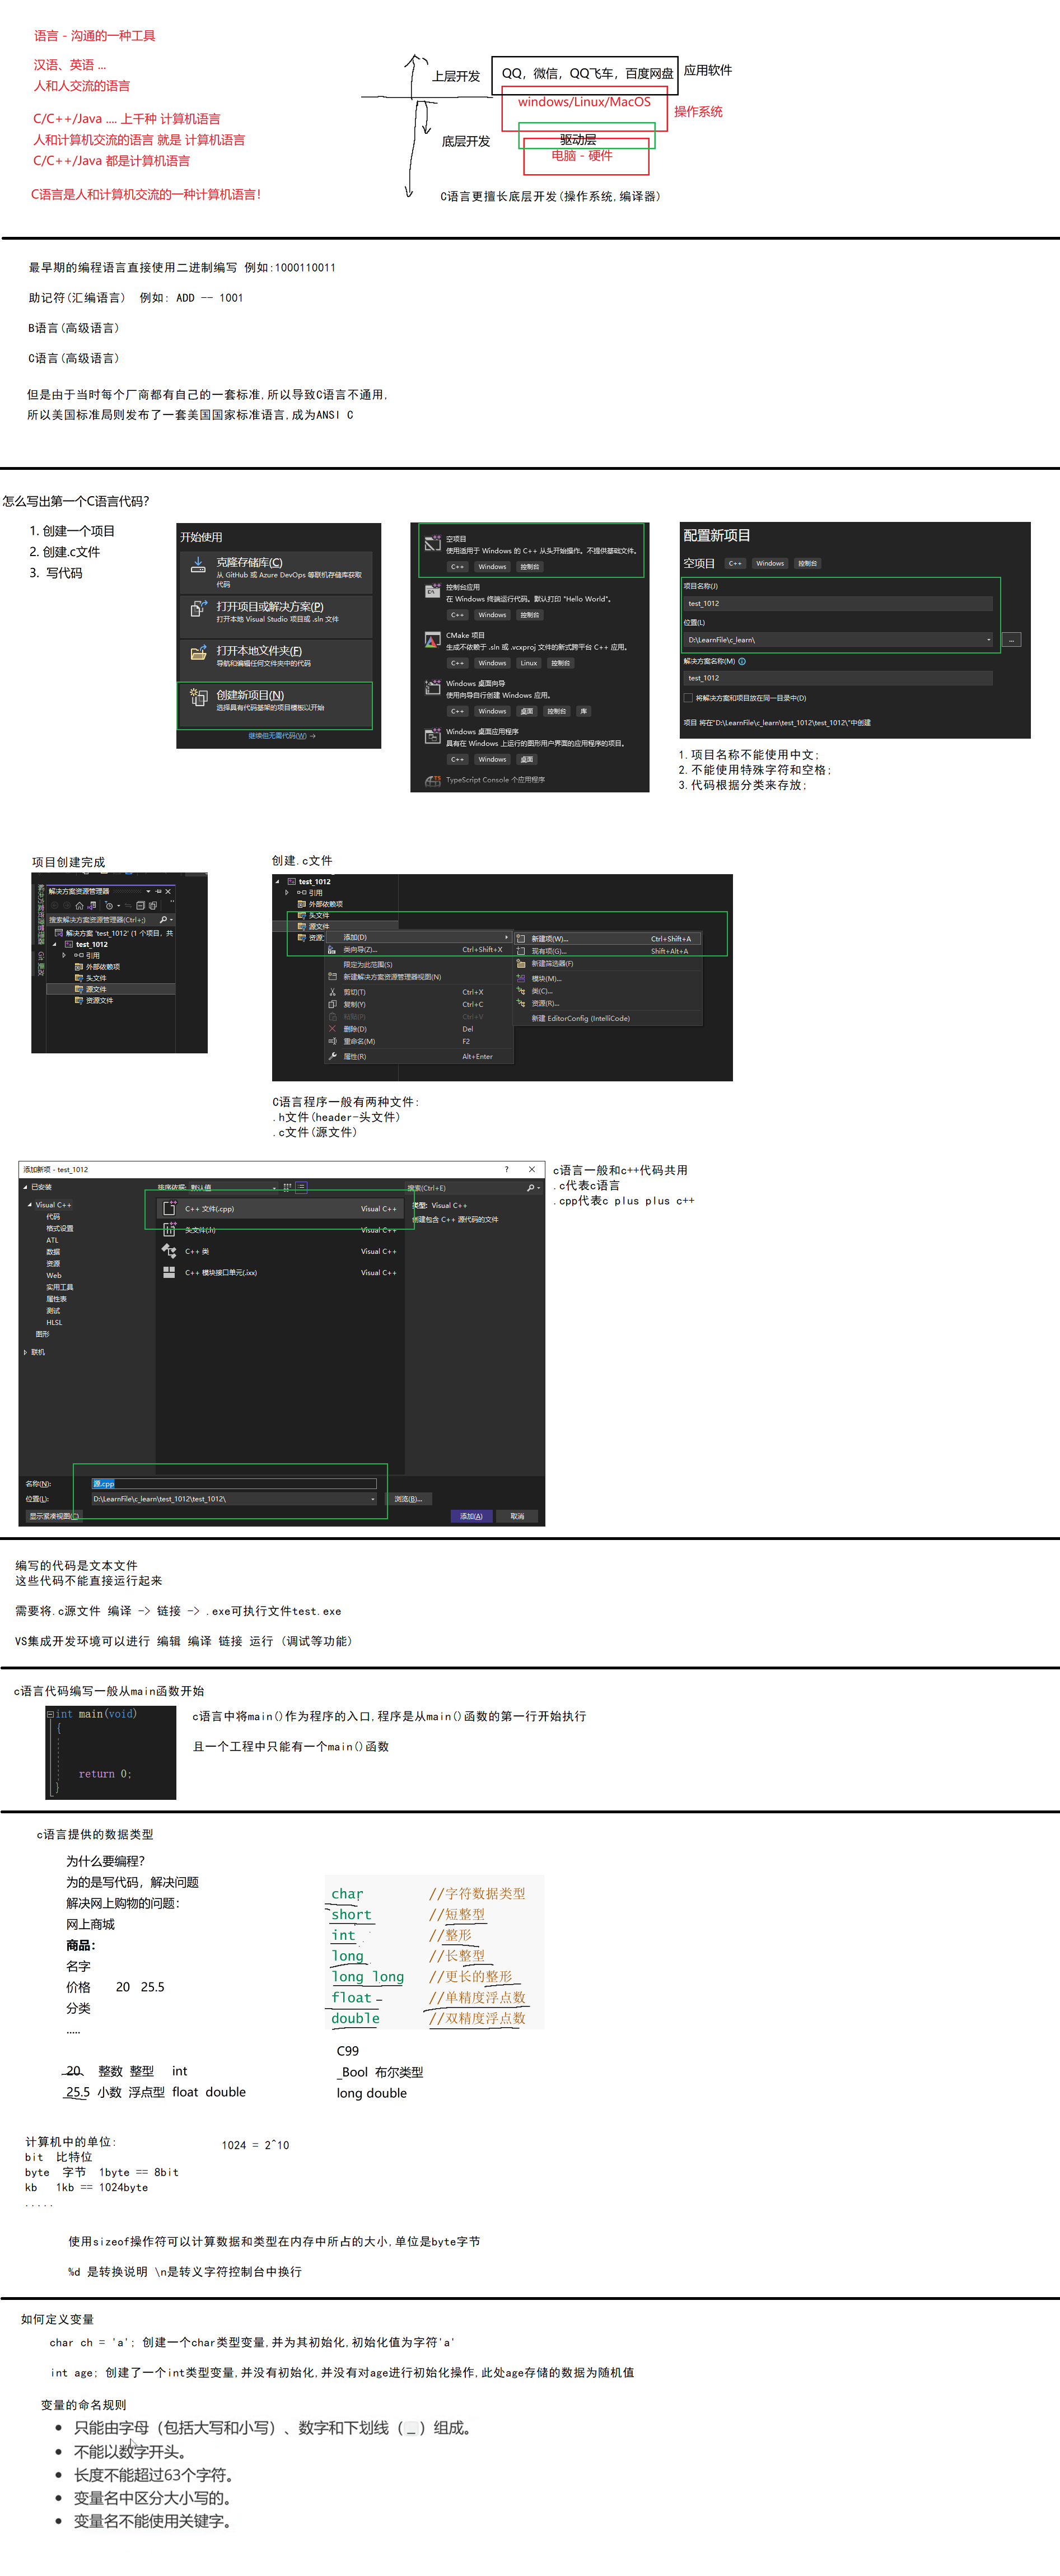 语言 - 沟通的一种工具
汉语、英语 ...
人和人交流的语言
C/C++/Java .... 上千种 计算机语言
人和计算机交流的语言 就是 计算机语言
C/C++/Java 都是计算机语言
C语言是人和计算机交流的一种计算机语言!
上层开发
QQ，微信，QQ飞车，百度网盘
应用软件
windows/Linux/MacOS
操作系统
底层开发
驱动层
电脑 - 硬件
C语言更擅长底层开发(操作系统,编译器)
最早期的编程语言直接使用二进制编写 例如:1000110011
助记符(汇编语言) 例如: ADD -- 1001
B语言(高级语言)
C语言(高级语言)
但是由于当时每个厂商都有自己的一套标准,所以导致C语言不通用,
所以美国标准局则发布了一套美国国家标准语言,成为ANSI C
怎么写出第一个C语言代码?
1. 创建一个项目
2. 创建.c文件
3. 写代码
开始使用
克隆存储库(C)
从 GitHub 或 Azure DevOps 等联机存储库获取
代码
打开项目或解决方案(P)
打开本地 Visual Studio 项目或 .sln 文件
打开本地文件夹(F)
导航和编辑任何文件夹中的代码
创建新项目(N)
选择具有代码基架的项目模板以开始
继续但无需代码(W) →
空项目
使用适用于 Windows 的 C++ 从头开始操作。不提供基础文件。
C++ Windows 控制台
控制台应用
在 Windows 终端运行代码。默认打印 "Hello World"。
C++ Windows 控制台
CMake 项目
生成不依赖于 .sln 或 .vcxproj 文件的新式跨平台 C++ 应用。
C++ Windows Linux 控制台
Windows 桌面向导
使用向导自行创建 Windows 应用。
C++ Windows 桌面 控制台 库
Windows 桌面应用程序
具有在 Windows 上运行的图形用户界面的应用程序的项目。
C++ Windows 桌面
TypeScript Console 个应用程序
配置新项目
空项目 C++ Windows 控制台
项目名称(J)
test_1012
位置(L)
D:\LearnFile\c_learn\
...
解决方案名称(M)
test_1012
将解决方案和项目放在同一目录中(D)
项目 将在"D:\LearnFile\c_learn\test_1012\test_1012\"中创建
1.项目名称不能使用中文;
2.不能使用特殊字符和空格;
3.代码根据分类来存放;
项目创建完成
解决方案资源管理器
搜索解决方案资源管理器(Ctrl+;)
解决方案 'test_1012' (1 个项目, 共
test_1012
引用
外部依赖项
头文件
源文件
资源文件
创建.c文件
test_1012
引用
外部依赖项
头文件
源文件
资源
添加(D)
类向导(Z)... Ctrl+Shift+X
限定为此范围(S)
新建解决方案资源管理器视图(N)
剪切(T) Ctrl+X
复制(Y) Ctrl+C
粘贴(P) Ctrl+V
删除(D) Del
重命名(M) F2
属性(R) Alt+Enter
新建项(W)... Ctrl+Shift+A
现有项(G)... Shift+Alt+A
新建筛选器(F)
模块(M)...
类(C)...
资源(R)...
新建 EditorConfig (IntelliCode)
C语言程序一般有两种文件:
.h文件(header-头文件)
.c文件(源文件)
添加新项 - test_1012
已安装
Visual C++
代码
格式设置
ATL
数据
资源
Web
实用工具
属性表
测试
HLSL
图形
联机
排序依据: 默认值
搜索(Ctrl+E)
C++ 文件(.cpp) Visual C++
头文件(.h) Visual C++
C++ 类 Visual C++
C++ 模块接口单元(.ixx) Visual C++
类型: Visual C++
创建包含 C++ 源代码的文件
名称(N): 源.cpp
位置(L): D:\LearnFile\c_learn\test_1012\test_1012\
浏览(B)...
显示紧凑视图(C)
添加(A) 取消
c语言一般和c++代码共用
.c代表c语言
.cpp代表c plus plus c++
编写的代码是文本文件
这些代码不能直接运行起来
需要将.c源文件 编译 -> 链接 -> .exe可执行文件test.exe
VS集成开发环境可以进行 编辑 编译 链接 运行 (调试等功能)
c语言代码编写一般从main函数开始
int main(void)
{
return 0;
}
c语言中将main()作为程序的入口,程序是从main()函数的第一行开始执行
且一个工程中只能有一个main()函数
c语言提供的数据类型
为什么要编程?
为的是写代码，解决问题
解决网上购物的问题:
网上商城
商品:
名字
价格 20 25.5
分类
.....
20 整数 整型 int
25.5 小数 浮点型 float double
char //字符数据类型
short //短整型
int //整形
long //长整型
long long //更长的整形
float //单精度浮点数
double //双精度浮点数
C99
_Bool 布尔类型
long double
计算机中的单位:
bit 比特位
byte 字节 1byte == 8bit
kb 1kb == 1024byte
.....
1024 = 2^10
使用sizeof操作符可以计算数据和类型在内存中所占的大小,单位是byte字节
%d 是转换说明 \n是转义字符控制台中换行
如何定义变量
char ch = 'a'; 创建一个char类型变量,并为其初始化,初始化值为字符'a'
int age; 创建了一个int类型变量,并没有初始化,并没有对age进行初始化操作,此处age存储的数据为随机值
变量的命名规则
• 只能由字母（包括大写和小写）、数字和下划线（_）组成。
• 不能以数字开头。
• 长度不能超过63个字符。
• 变量名中区分大小写的。
• 变量名不能使用关键字。